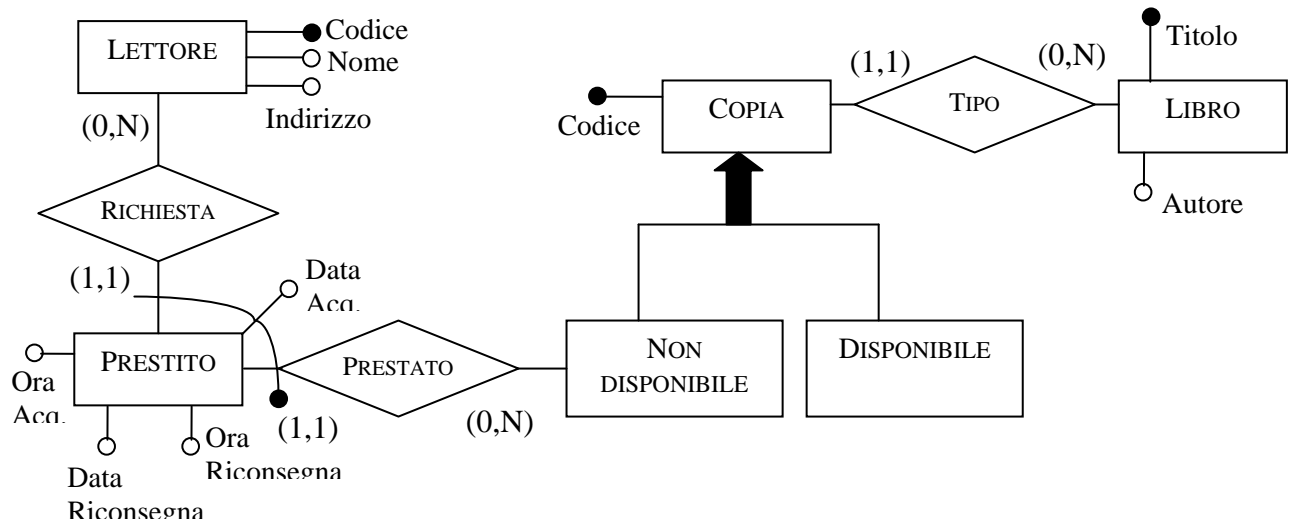 LETTORE
Codice
Nome
Indirizzo
(0,N)
RICHIESTA
(1,1)
Data
Acq.
PRESTITO
Ora
Acq.
Data
Riconsegna
Ora
Riconsegna
(1,1)
PRESTATO
(0,N)
NON
DISPONIBILE
DISPONIBILE
Codice
COPIA
(1,1)
TIPO
(0,N)
Titolo
LIBRO
Autore